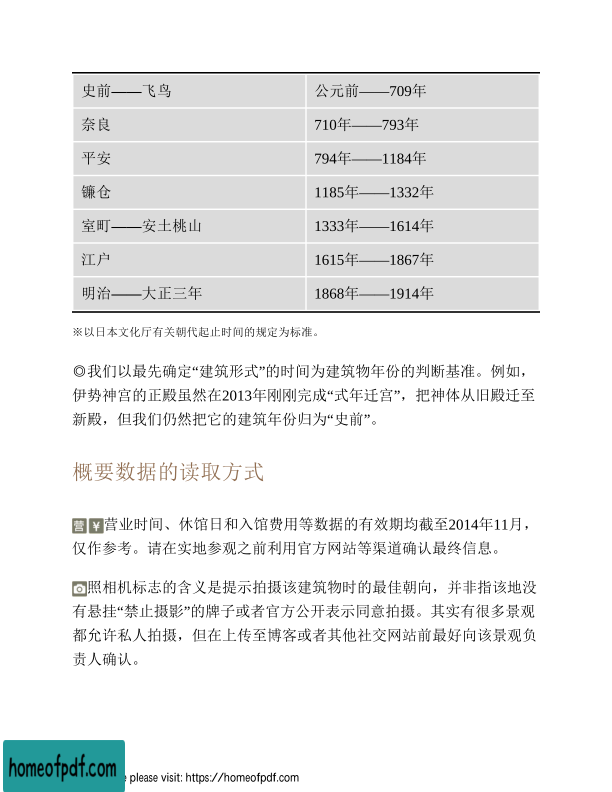 史前——飞鸟 公元前——709年
奈良 710年——793年
平安 794年——1184年
镰仓 1185年——1332年
室町——安土桃山 1333年——1614年
江户 1615年——1867年
明治——大正三年 1868年——1914年
※以日本文化厅有关朝代起止时间的规定为标准。
◎我们以最先确定“建筑形式”的时间为建筑物年份的判断基准。例如，
伊势神宫的正殿虽然在2013年刚刚完成“式年迁宫”，把神体从旧殿迁至
新殿，但我们仍然把它的建筑年份归为“史前”。
概要数据的读取方式
营¥营业时间、休馆日和入馆费用等数据的有效期均截至2014年11月，
仅作参考。请在实地参观之前利用官方网站等渠道确认最终信息。
照相机标志的含义是提示拍摄该建筑物时的最佳朝向，并非指该地没
有悬挂“禁止摄影”的牌子或者官方公开表示同意拍摄。其实有很多景观
都允许私人拍摄，但在上传至博客或者其他社交网站前最好向该景观负
责人确认。
homeofpdf.com
e please visit: https://homeofpdf.com